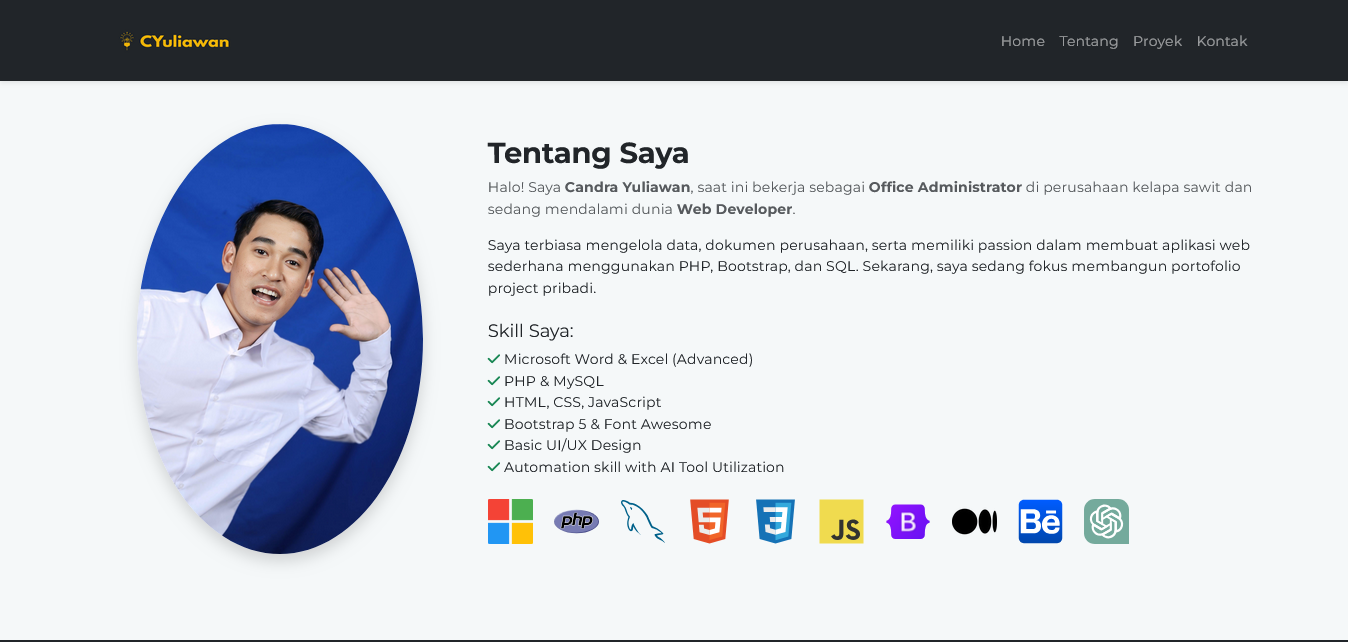 CYuliawan
Home Tentang Proyek Kontak
Tentang Saya
Halo! Saya Candra Yuliawan, saat ini bekerja sebagai Office Administrator di perusahaan kelapa sawit dan
sedang mendalami dunia Web Developer.
Saya terbiasa mengelola data, dokumen perusahaan, serta memiliki passion dalam membuat aplikasi web
sederhana menggunakan PHP, Bootstrap, dan SQL. Sekarang, saya sedang fokus membangun portofolio
project pribadi.
Skill Saya:
Microsoft Word & Excel (Advanced)
PHP & MySQL
HTML, CSS, JavaScript
Bootstrap 5 & Font Awesome
Basic UI/UX Design
Automation skill with AI Tool Utilization
php 5 3 JS B Bē